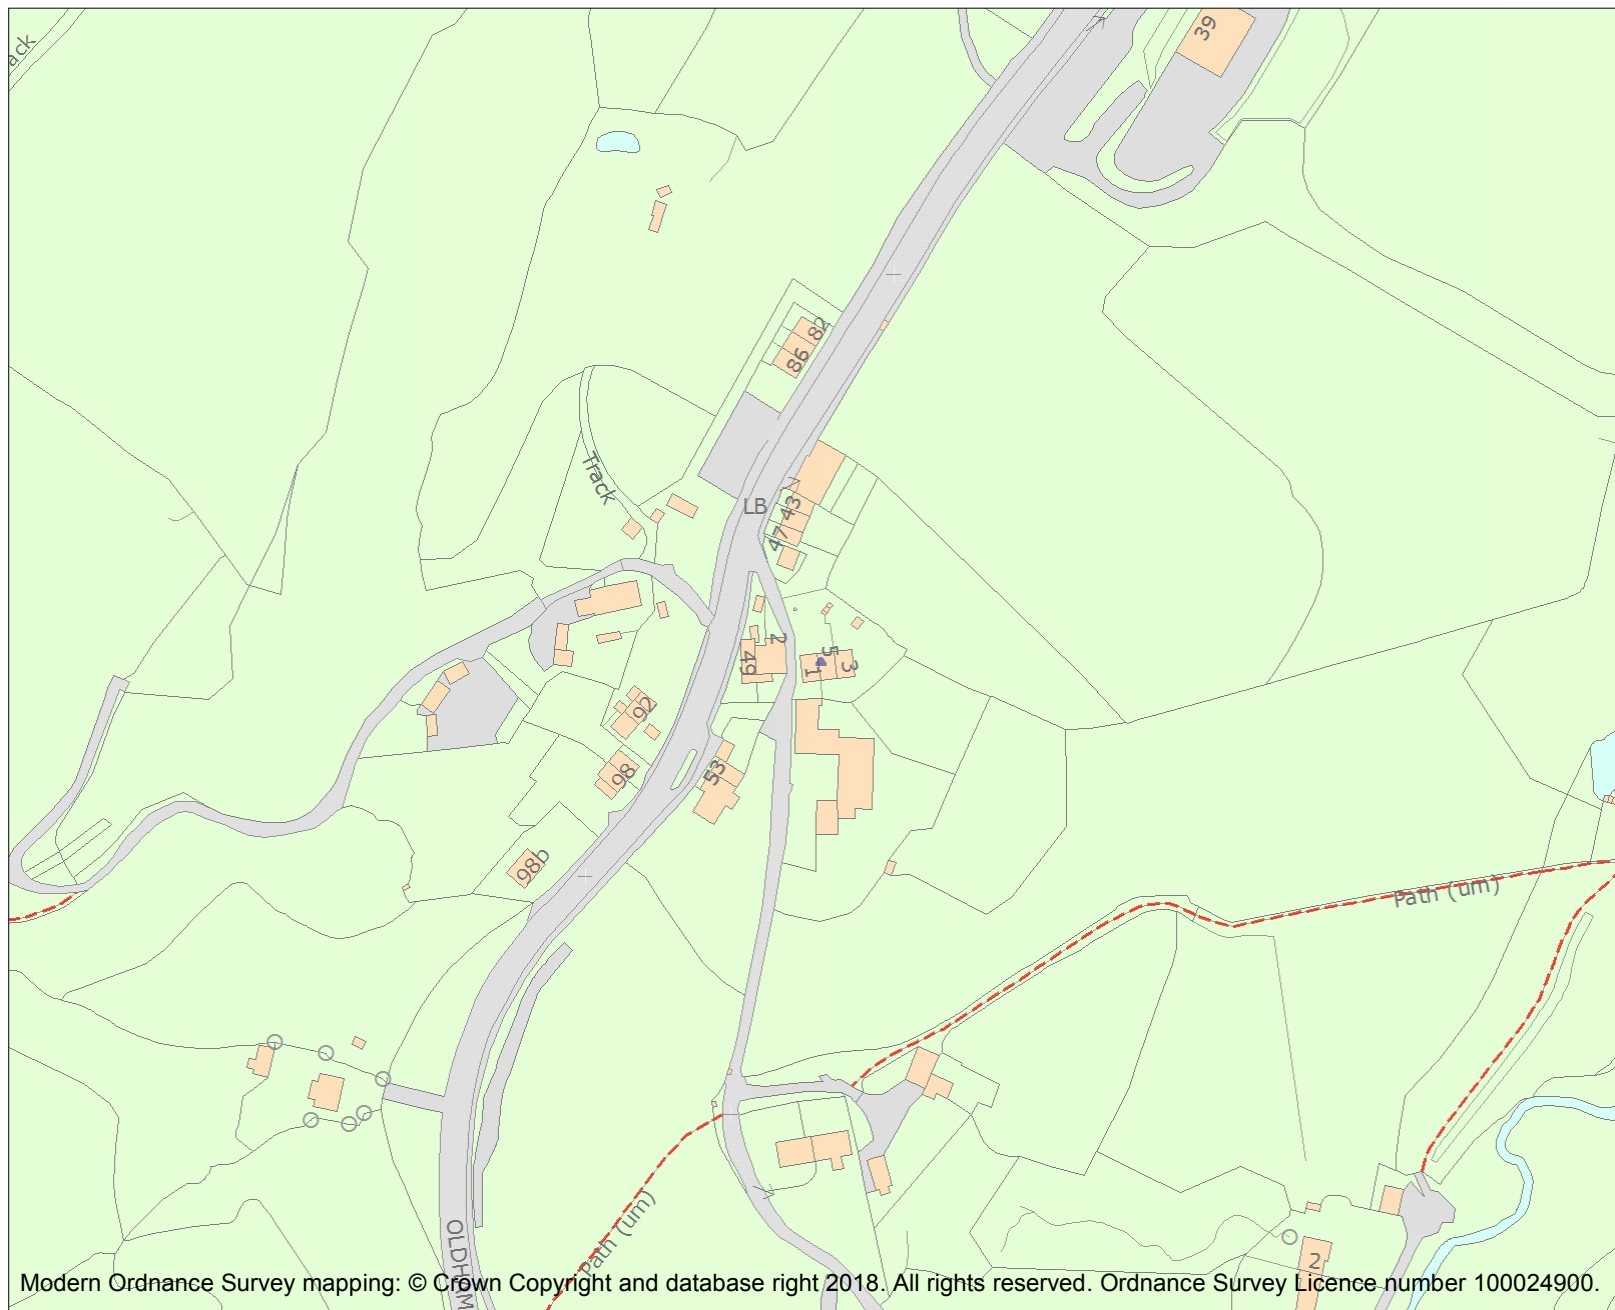 ack
39
82
86
Track
LB
43
47
2
49
5
1
3
92
98
53
98b
Path (um)
Path (um)
OLDHAM
2
Modern Ordnance Survey mapping: © Crown Copyright and database right 2018. All rights reserved. Ordnance Survey Licence number 100024900.